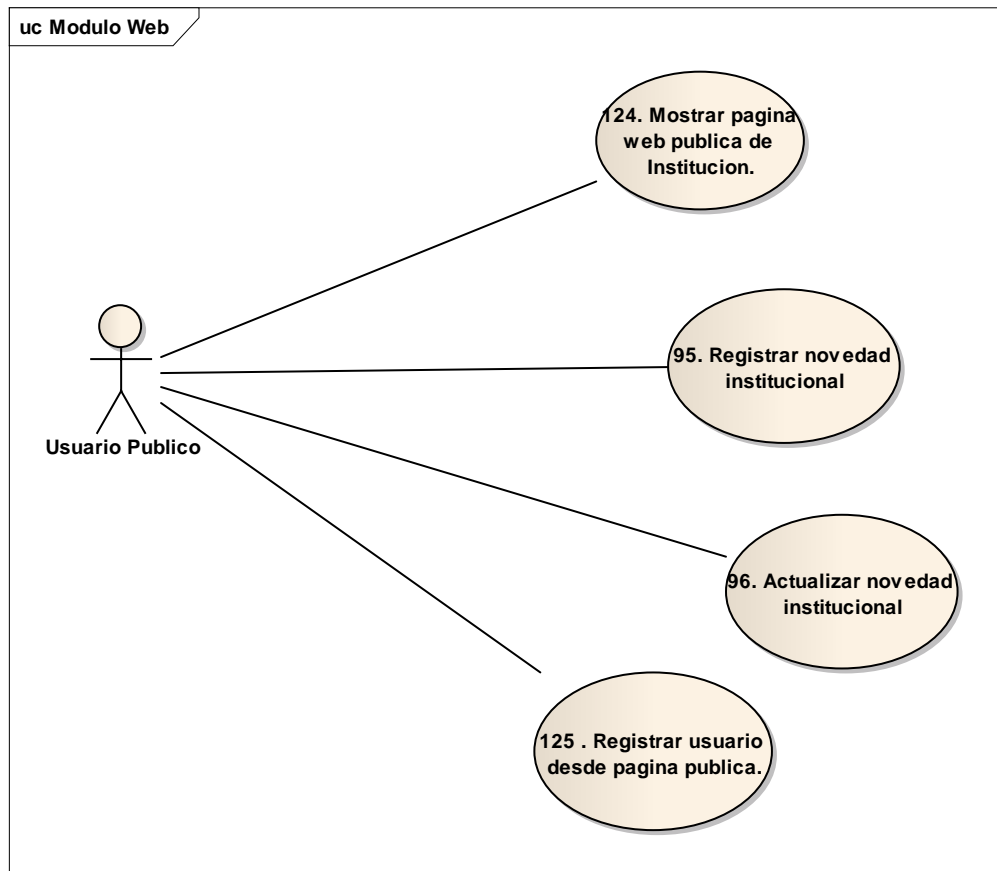 uc Modulo Web
124. Mostrar pagina
web publica de
Institucion.
95. Registrar novedad
institucional
Usuario Publico
96. Actualizar novedad
institucional
125 . Registrar usuario
desde pagina publica.